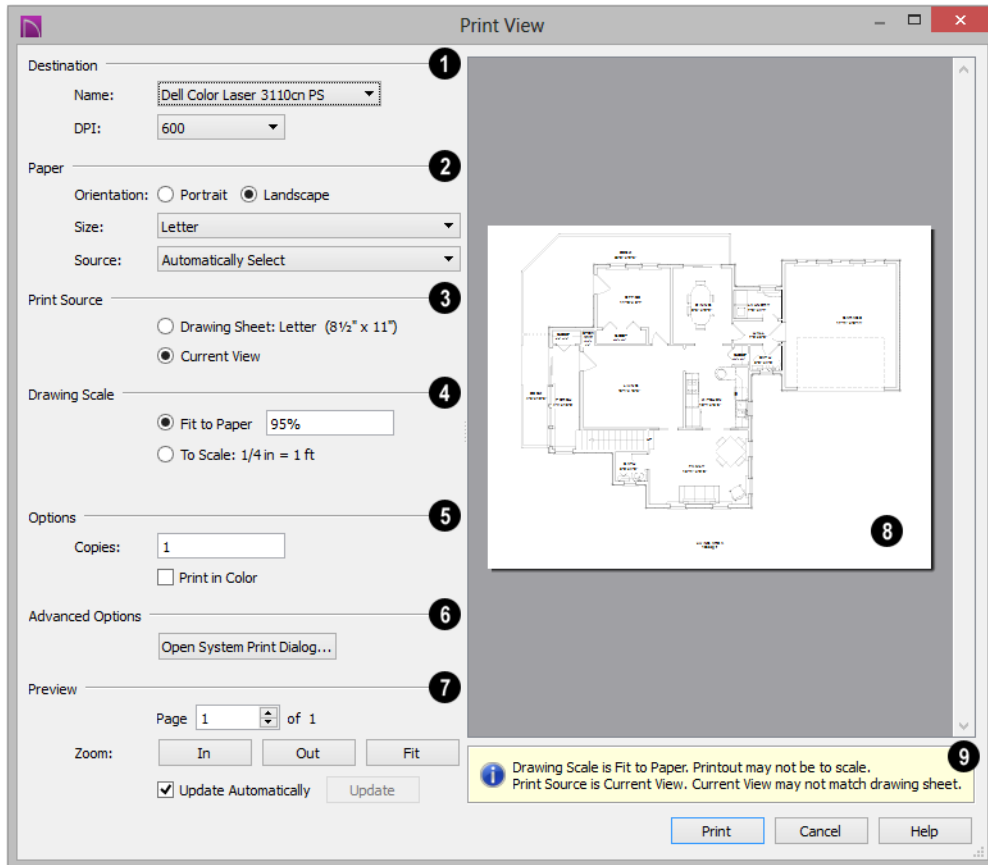 Print View
Destination 1
Name: Dell Color Laser 3110cn PS
DPI: 600
Paper 2
Orientation: Portrait Landscape
Size: Letter
Source: Automatically Select
Print Source 3
Drawing Sheet: Letter (8½" x 11")
Current View
Drawing Scale 4
Fit to Paper 95%
To Scale: 1/4 in = 1 ft
Options 5
Copies: 1
Print in Color
Advanced Options 6
Open System Print Dialog...
Preview 7
Page 1 of 1
Zoom: In Out Fit
Update Automatically Update
8
9
Drawing Scale is Fit to Paper. Printout may not be to scale.
Print Source is Current View. Current View may not match drawing sheet.
Print Cancel Help